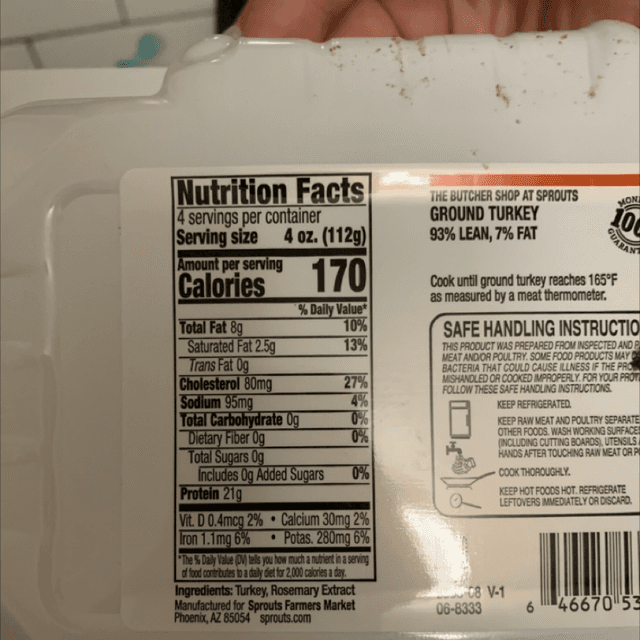 Nutrition Facts
4 servings per container
Serving size 4 oz. (112g)
Amount per serving
Calories 170
% Daily Value*
Total Fat 8g 10%
Saturated Fat 2.5g 13%
Trans Fat 0g
Cholesterol 80mg 27%
Sodium 95mg 4%
Total Carbohydrate 0g 0%
Dietary Fiber 0g 0%
Total Sugars 0g
Includes 0g Added Sugars 0%
Protein 21g
Vit. D 0.4mcg 2% • Calcium 30mg 2%
Iron 1.1mg 6% • Potas. 280mg 6%
*The % Daily Value (DV) tells you how much a nutrient in a serving
of food contributes to a daily diet for 2,000 calories a day.
Ingredients: Turkey, Rosemary Extract
Manufactured for Sprouts Farmers Market
Phoenix, AZ 85054 sprouts.com
THE BUTCHER SHOP AT SPROUTS
GROUND TURKEY
93% LEAN, 7% FAT
Cook until ground turkey reaches 165°F
as measured by a meat thermometer.
SAFE HANDLING INSTRUCTIO
THIS PRODUCT WAS PREPARED FROM INSPECTED AND
MEAT AND/OR POULTRY. SOME FOOD PRODUCTS MAY
BACTERIA THAT COULD CAUSE ILLNESS IF THE PRO
MISHANDLED OR COOKED IMPROPERLY. FOR YOUR PROT
FOLLOW THESE SAFE HANDLING INSTRUCTIONS.
KEEP REFRIGERATED.
KEEP RAW MEAT AND POULTRY SEPARATE
OTHER FOODS. WASH WORKING SURFACES
(INCLUDING CUTTING BOARDS), UTENSILS
HANDS AFTER TOUCHING RAW MEAT OR PO
COOK THOROUGHLY.
KEEP HOT FOODS HOT. REFRIGERATE
LEFTOVERS IMMEDIATELY OR DISCARD.
08 V-1
06-8333
6 46670 53